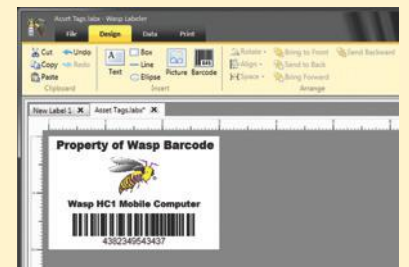 Asset Tags.labx - Wasp Labeler
File Design Data Print
Cut Undo Box Rotate Bring to Front Send Backward
Copy Redo A Line Align Send to Back
Paste Text Ellipse Picture Barcode Space Bring Forward
Clipboard Insert Arrange
New Label 1 X Asset Tags.labx* X
Property of Wasp Barcode
Wasp HC1 Mobile Computer
4382349543437